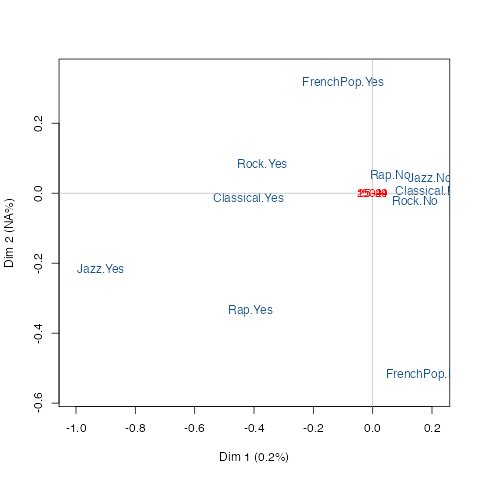 FrenchPop.Yes
Rock.Yes
Rap.No
Jazz.No
Classical.Yes
Classical.
Rock.No
Jazz.Yes
Rap.Yes
FrenchPop.
0.2
0.0
-0.2
-0.4
-0.6
Dim 2 (NA%)
-1.0 -0.8 -0.6 -0.4 -0.2 0.0 0.2
Dim 1 (0.2%)